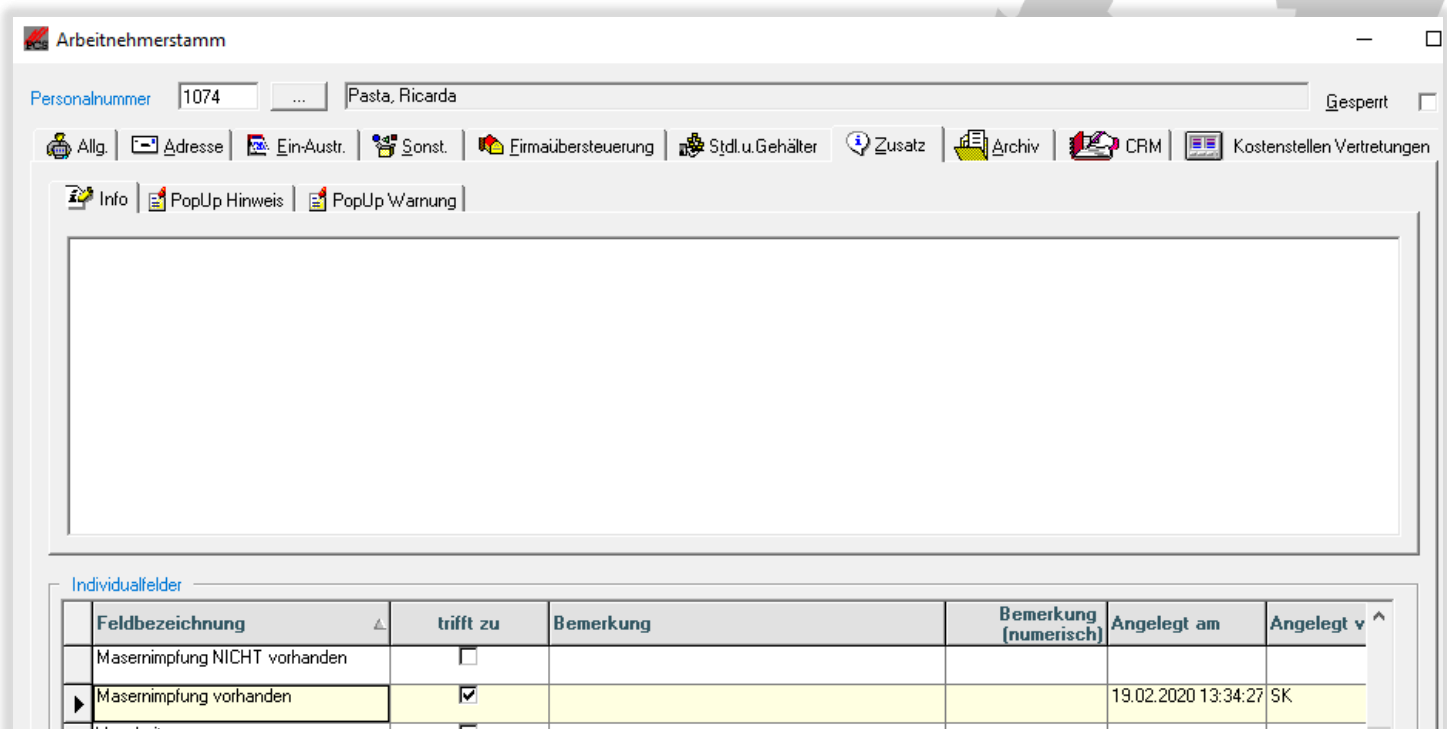 PCS Arbeitnehmerstamm
Personalnummer 1074 ... Pasta, Ricarda Gesperrt
Allg. Adresse Ein-Austr. Sonst. Firmaübersteuerung Stdl.u.Gehälter Zusatz Archiv CRM Kostenstellen Vertretungen
Info PopUp Hinweis PopUp Warnung
Individualfelder
Feldbezeichnung trifft zu Bemerkung Bemerkung (numerisch) Angelegt am Angelegt v
Masernimpfung NICHT vorhanden
Masernimpfung vorhanden 19.02.2020 13:34:27 SK